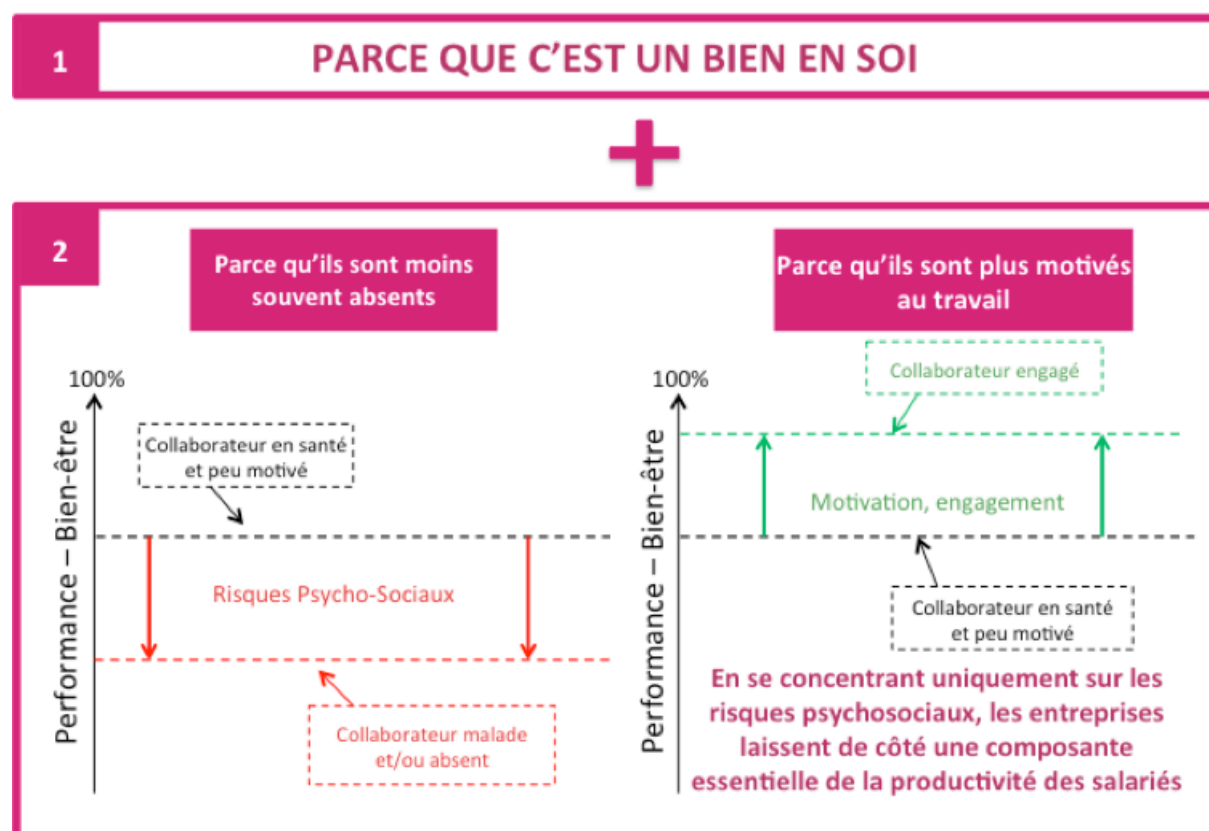 1
PARCE QUE C’EST UN BIEN EN SOI
+
2
Parce qu’ils sont moins
souvent absents
100%
Performance – Bien-être
Collaborateur en santé
et peu motivé
Risques Psycho-Sociaux
Collaborateur malade
et/ou absent
Parce qu’ils sont plus motivés
au travail
100%
Performance – Bien-être
Collaborateur engagé
Motivation, engagement
Collaborateur en santé
et peu motivé
En se concentrant uniquement sur les
risques psychosociaux, les entreprises
laissent de côté une composante
essentielle de la productivité des salariés